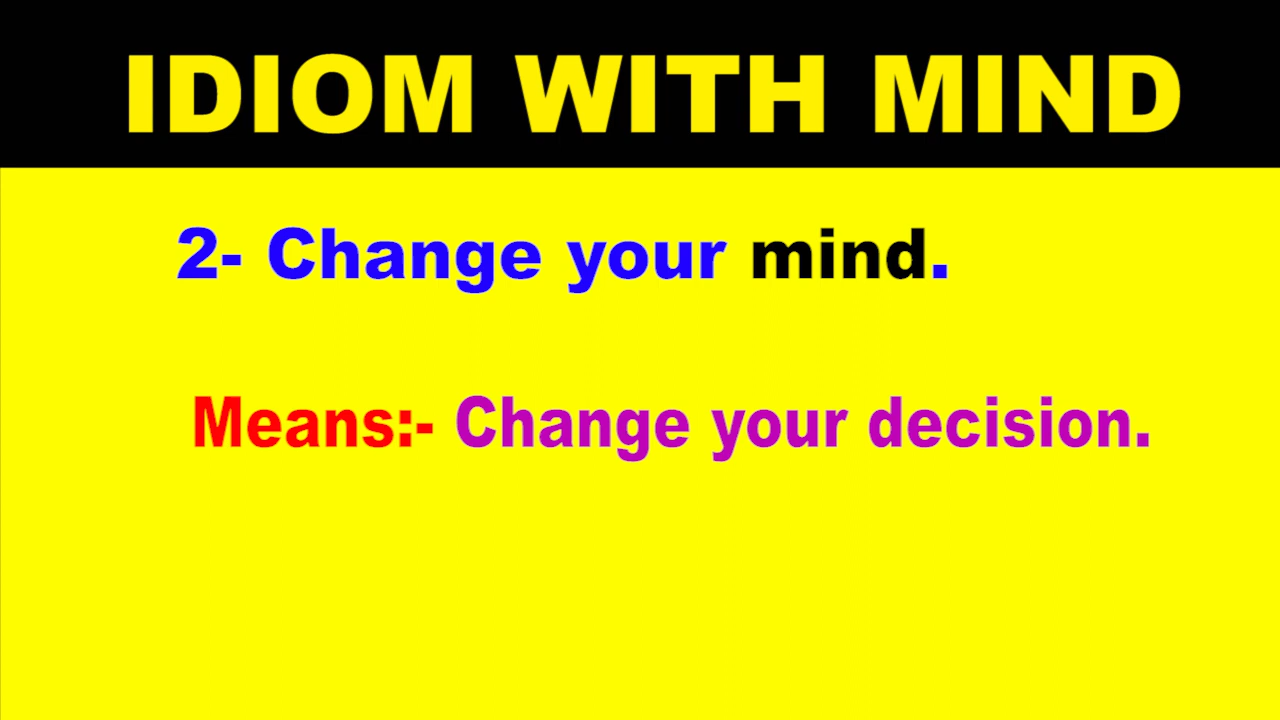 IDIOM WITH MIND
2- Change your mind.
Means:- Change your decision.